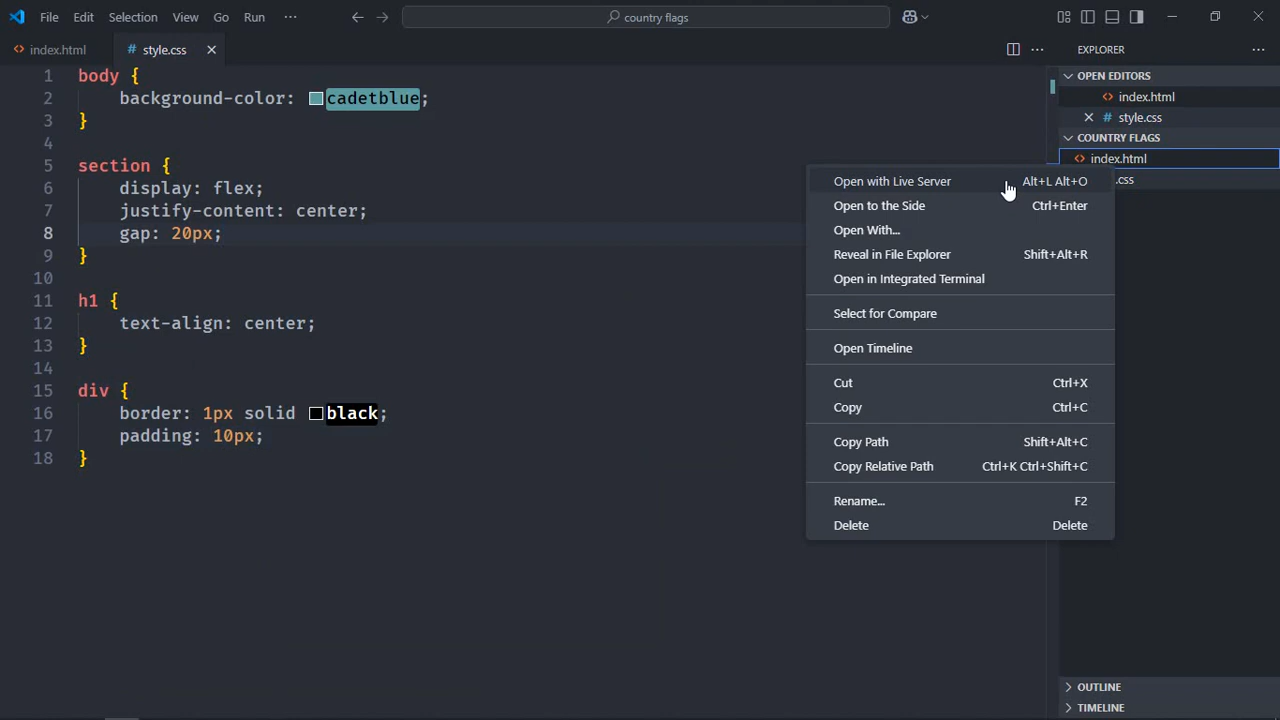 File Edit Selection View Go Run ···
country flags
index.html style.css
1 body {
2 background-color: cadetblue;
3 }
4
5 section {
6 display: flex;
7 justify-content: center;
8 gap: 20px;
9 }
10
11 h1 {
12 text-align: center;
13 }
14
15 div {
16 border: 1px solid black;
17 padding: 10px;
18 }
Open with Live Server Alt+L Alt+O
Open to the Side Ctrl+Enter
Open With...
Reveal in File Explorer Shift+Alt+R
Open in Integrated Terminal
Select for Compare
Open Timeline
Cut Ctrl+X
Copy Ctrl+C
Copy Path Shift+Alt+C
Copy Relative Path Ctrl+K Ctrl+Shift+C
Rename... F2
Delete Delete
EXPLORER
OPEN EDITORS
index.html
style.css
COUNTRY FLAGS
index.html
.css
OUTLINE
TIMELINE